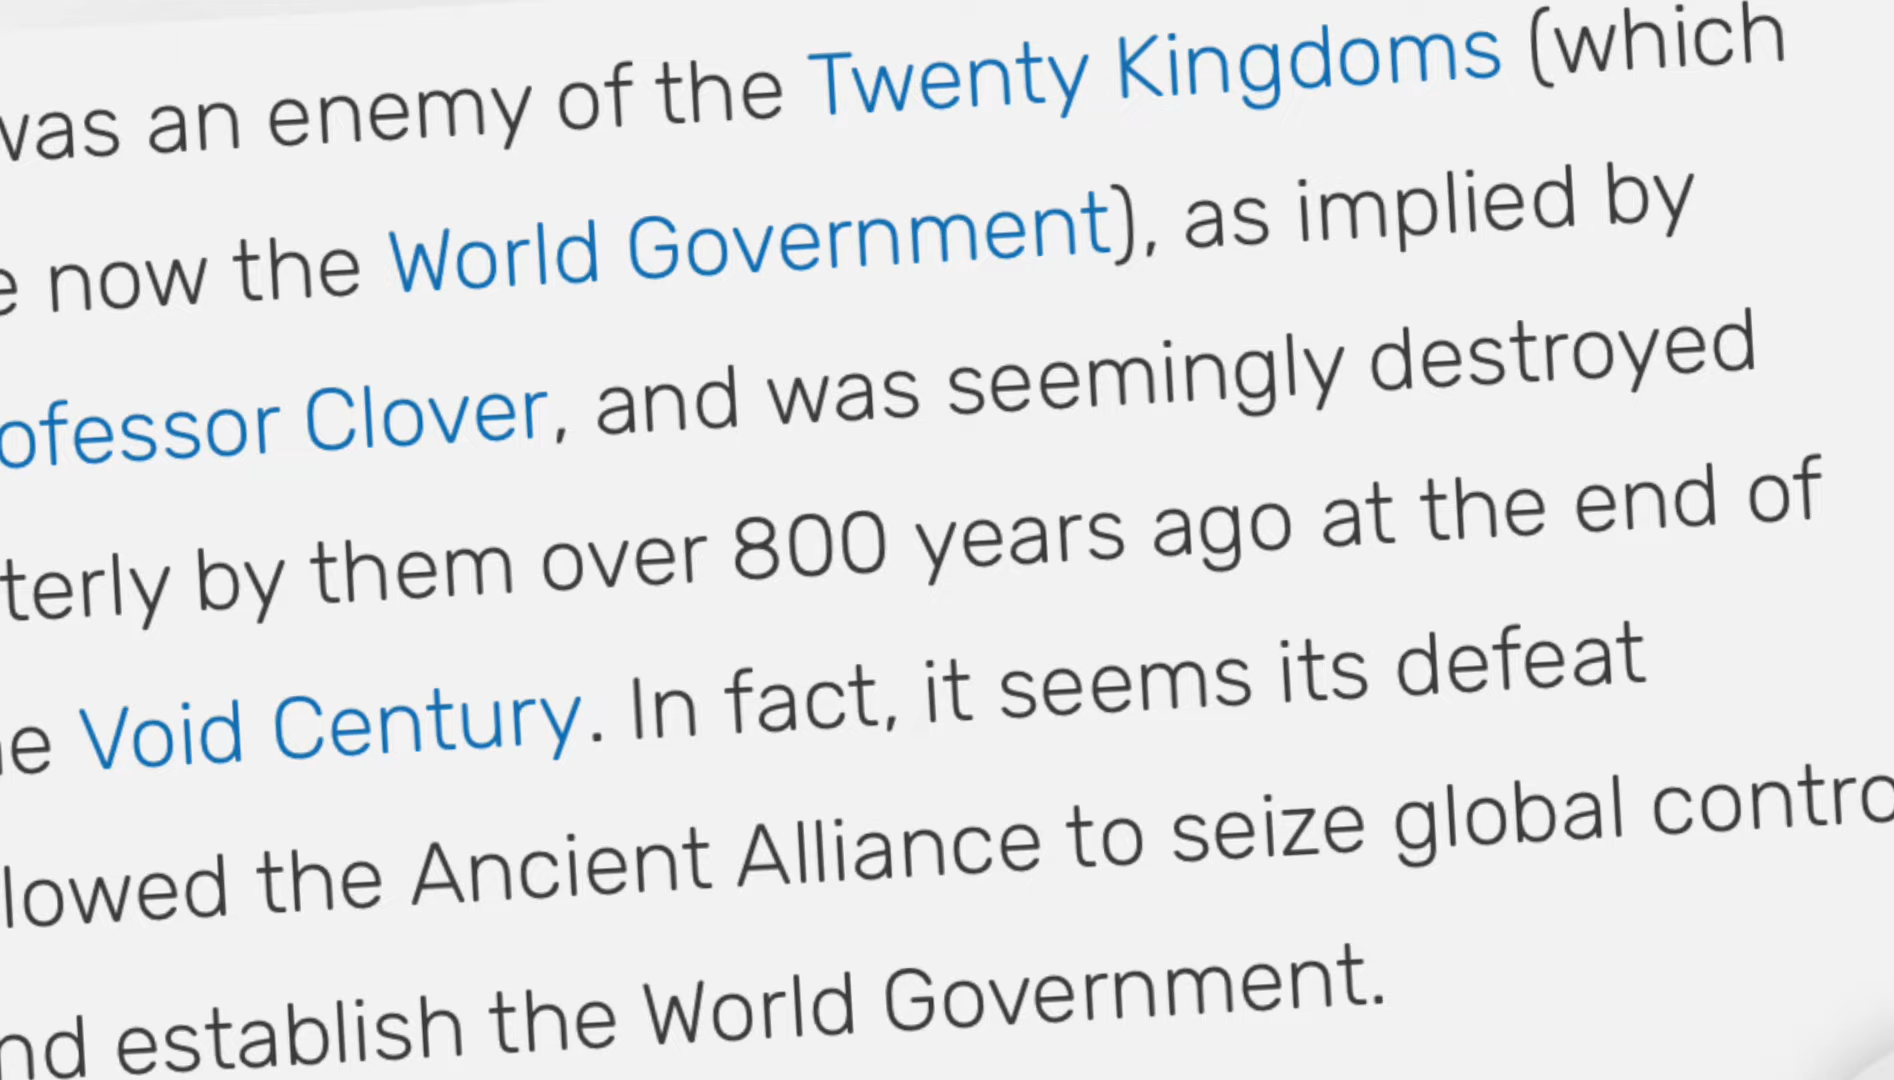 was an enemy of the Twenty Kingdoms (which
now the World Government), as implied by
ofessor Clover, and was seemingly destroyed
terly by them over 800 years ago at the end of
Void Century. In fact, it seems its defeat
lowed the Ancient Alliance to seize global contro
nd establish the World Government.